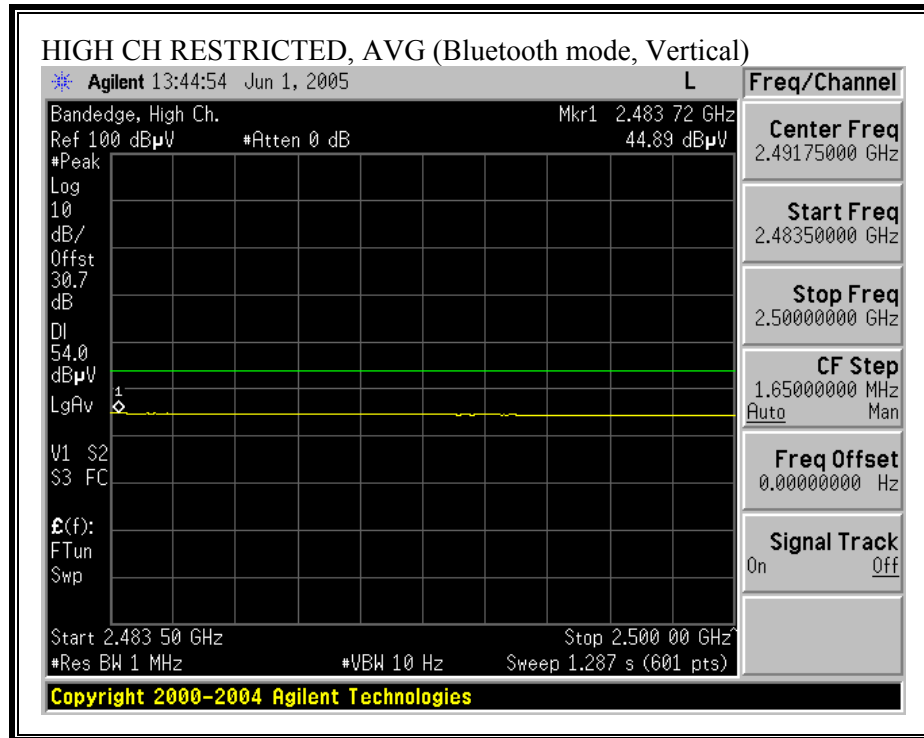 HIGH CH RESTRICTED, AVG (Bluetooth mode, Vertical)
Agilent 13:44:54 Jun 1, 2005 L
Freq/Channel
Bandedge, High Ch. Mkr1 2.483 72 GHz
Ref 100 dBµV #Atten 0 dB 44.89 dBµV
#Peak
Log
10
dB/
Offst
30.7
dB
DI
54.0
dBµV
LgAv
1
V1 S2
S3 FC
£(f):
FTun
Swp
Start 2.483 50 GHz Stop 2.500 00 GHz^
#Res BW 1 MHz #VBW 10 Hz Sweep 1.287 s (601 pts)
Center Freq
2.49175000 GHz
Start Freq
2.48350000 GHz
Stop Freq
2.50000000 GHz
CF Step
1.65000000 MHz
Auto Man
Freq Offset
0.00000000 Hz
Signal Track
On Off
Copyright 2000-2004 Agilent Technologies